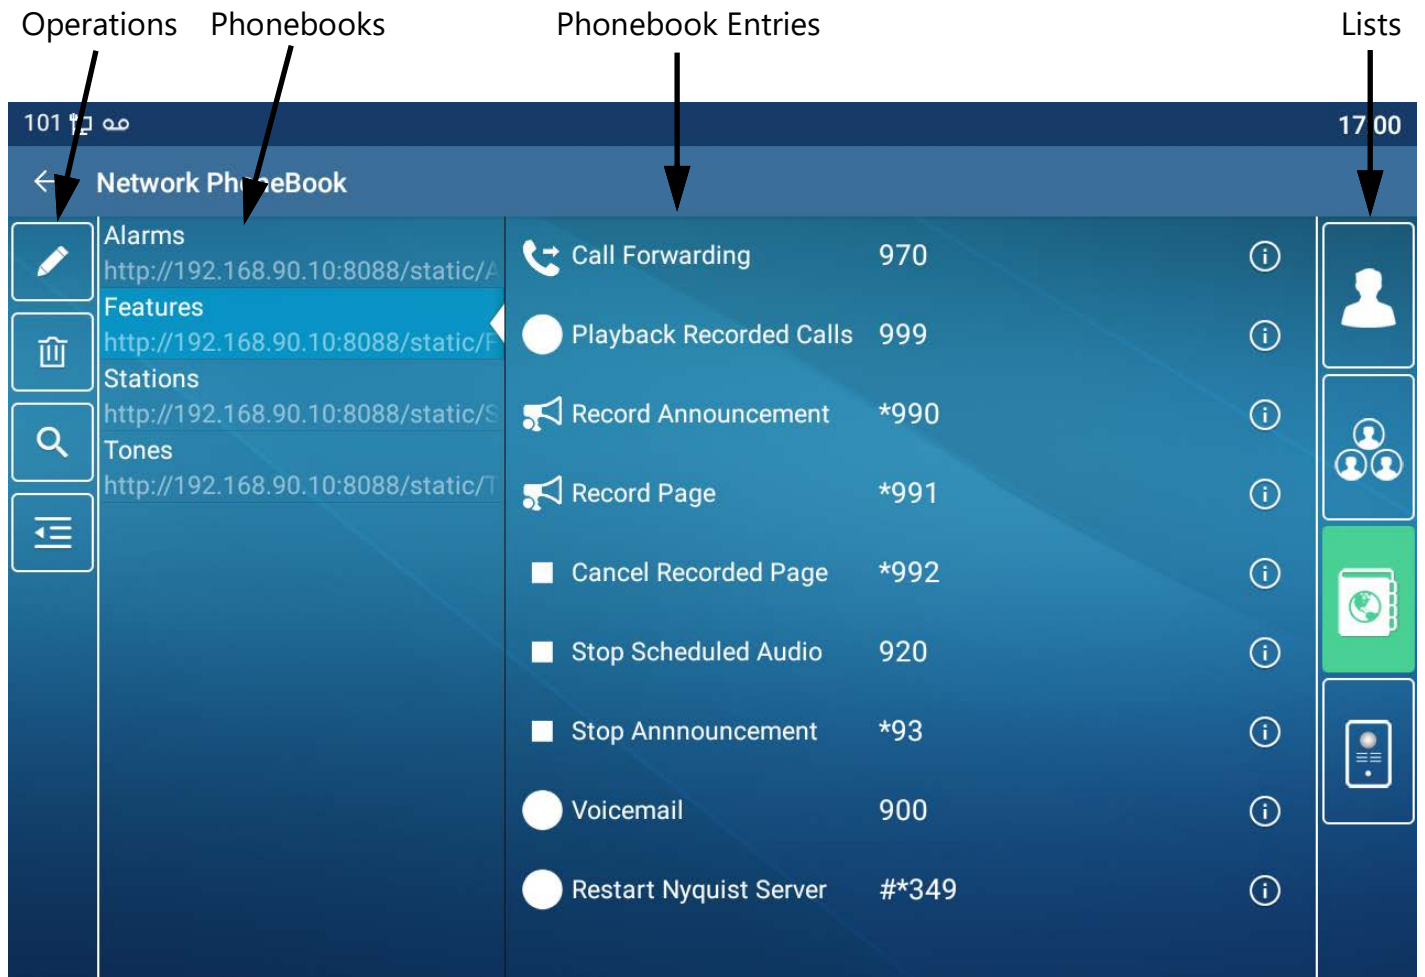 Operations Phonebooks Phonebook Entries Lists
101 17:00
Network PhoneBook
Alarms
http://192.168.90.10:8088/static/A
Features
http://192.168.90.10:8088/static/F
Stations
http://192.168.90.10:8088/static/S
Tones
http://192.168.90.10:8088/static/T
Call Forwarding 970
Playback Recorded Calls 999
Record Announcement *990
Record Page *991
Cancel Recorded Page *992
Stop Scheduled Audio 920
Stop Annnouncement *93
Voicemail 900
Restart Nyquist Server #*349